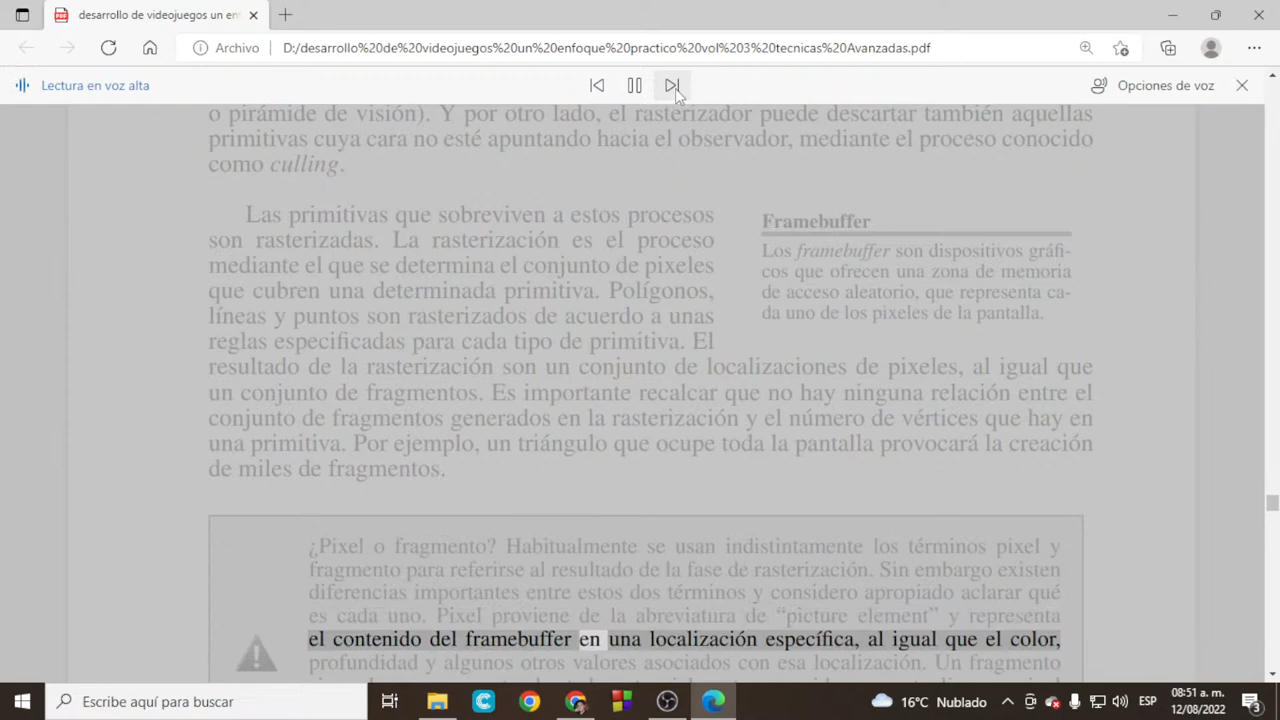 desarrollo de videojuegos un en
Archivo
D:/desarrollo%20de%20videojuegos%20un%20enfoque%20practico%20vol%203%20tecnicas%20Avanzadas.pdf
Lectura en voz alta
Opciones de voz
o pirámide de visión). Y por otro lado, el rasterizador puede descartar también aquellas
primitivas cuya cara no esté apuntando hacia el observador, mediante el proceso conocido
como culling.
Las primitivas que sobreviven a estos procesos
son rasterizadas. La rasterización es el proceso
mediante el que se determina el conjunto de pixeles
que cubren una determinada primitiva. Polígonos,
líneas y puntos son rasterizados de acuerdo a unas
reglas especificadas para cada tipo de primitiva. El
resultado de la rasterización son un conjunto de localizaciones de pixeles, al igual que
un conjunto de fragmentos. Es importante recalcar que no hay ninguna relación entre el
conjunto de fragmentos generados en la rasterización y el número de vértices que hay en
una primitiva. Por ejemplo, un triángulo que ocupe toda la pantalla provocará la creación
de miles de fragmentos.
Framebuffer
Los framebuffer son dispositivos gráfi-
cos que ofrecen una zona de memoria
de acceso aleatorio, que representa ca-
da uno de los pixeles de la pantalla.
¿Pixel o fragmento? Habitualmente se usan indistintamente los términos pixel y
fragmento para referirse al resultado de la fase de rasterización. Sin embargo existen
diferencias importantes entre estos dos términos y considero apropiado aclarar qué
es cada uno. Pixel proviene de la abreviatura de “picture element” y representa
el contenido del framebuffer en una localización específica, al igual que el color,
profundidad y algunos otros valores asociados con esa localización. Un fragmento
Escribe aquí para buscar
16°C Nublado
ESP
08:51 a. m.
12/08/2022
3